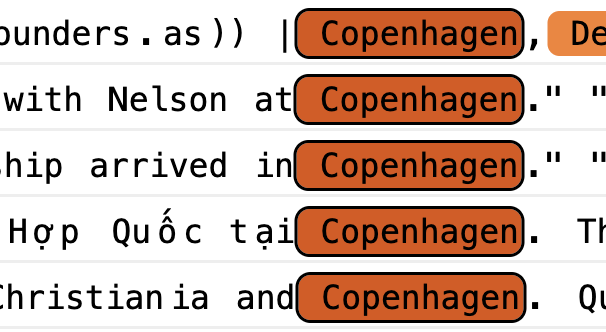 ounders.as)) | Copenhagen, De
with Nelson at Copenhagen." "
hip arrived in Copenhagen." "
Hợp Quốc tại Copenhagen. Th
Christiania and Copenhagen. Qu